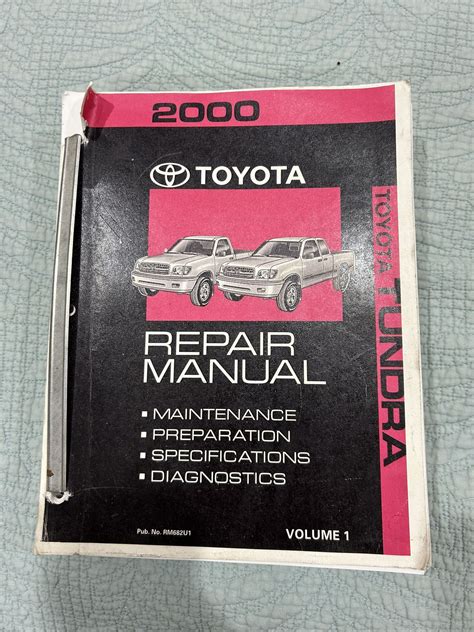 2000
TOYOTA
REPAIR
MANUAL
▪ MAINTENANCE
▪ PREPARATION
▪ SPECIFICATIONS
▪ DIAGNOSTICS
Pub. No. RM682U1
VOLUME 1
TOYOTA TUNDRA